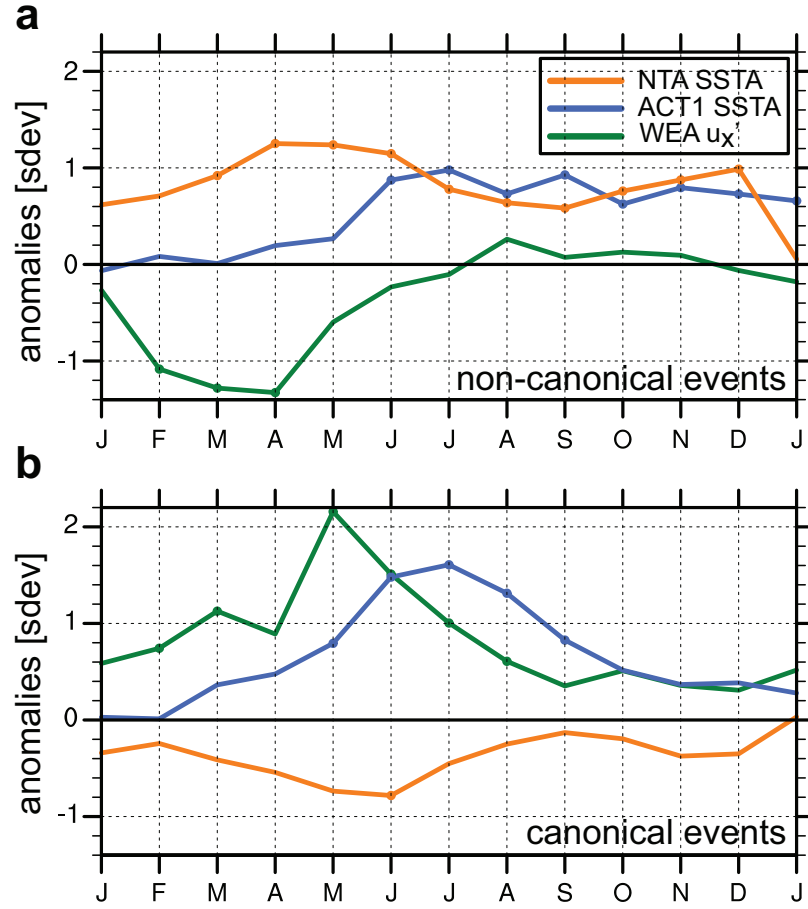 a
anomalies [sdev]
2
1
0
-1
NTA SSTA
ACT1 SSTA
WEA uₓ'
non-canonical events
J F M A M J J A S O N D J
b
anomalies [sdev]
2
1
0
-1
canonical events
J F M A M J J A S O N D J